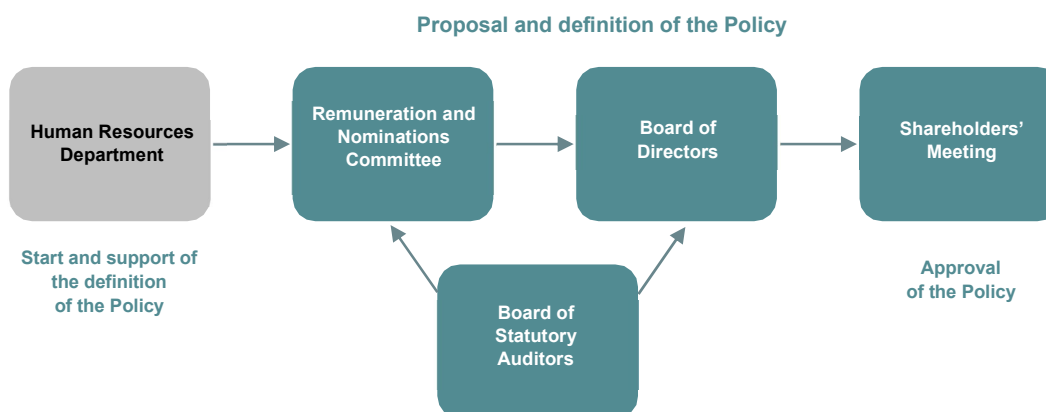 Proposal and definition of the Policy
Human Resources
Department
Remuneration and
Nominations
Committee
Board of
Directors
Shareholders’
Meeting
Start and support of
the definition
of the Policy
Approval
of the Policy
Board of
Statutory
Auditors